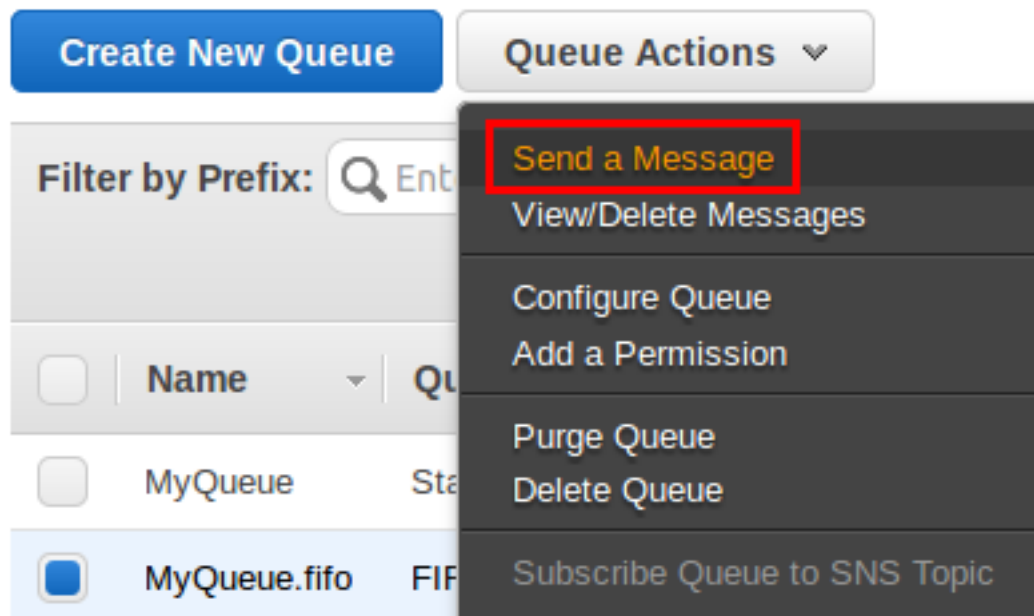 Create New Queue
Queue Actions
Filter by Prefix:
Send a Message
View/Delete Messages
Configure Queue
Add a Permission
Name
Purge Queue
MyQueue
Delete Queue
MyQueue.fifo
Subscribe Queue to SNS Topic